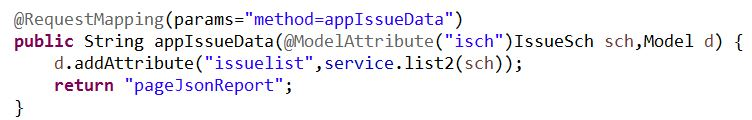 @RequestMapping(params="method=appIssueData")
public String appIssueData(@ModelAttribute("isch")IssueSch sch,Model d) {
    d.addAttribute("issuelist",service.list2(sch));
    return "pageJsonReport";
}